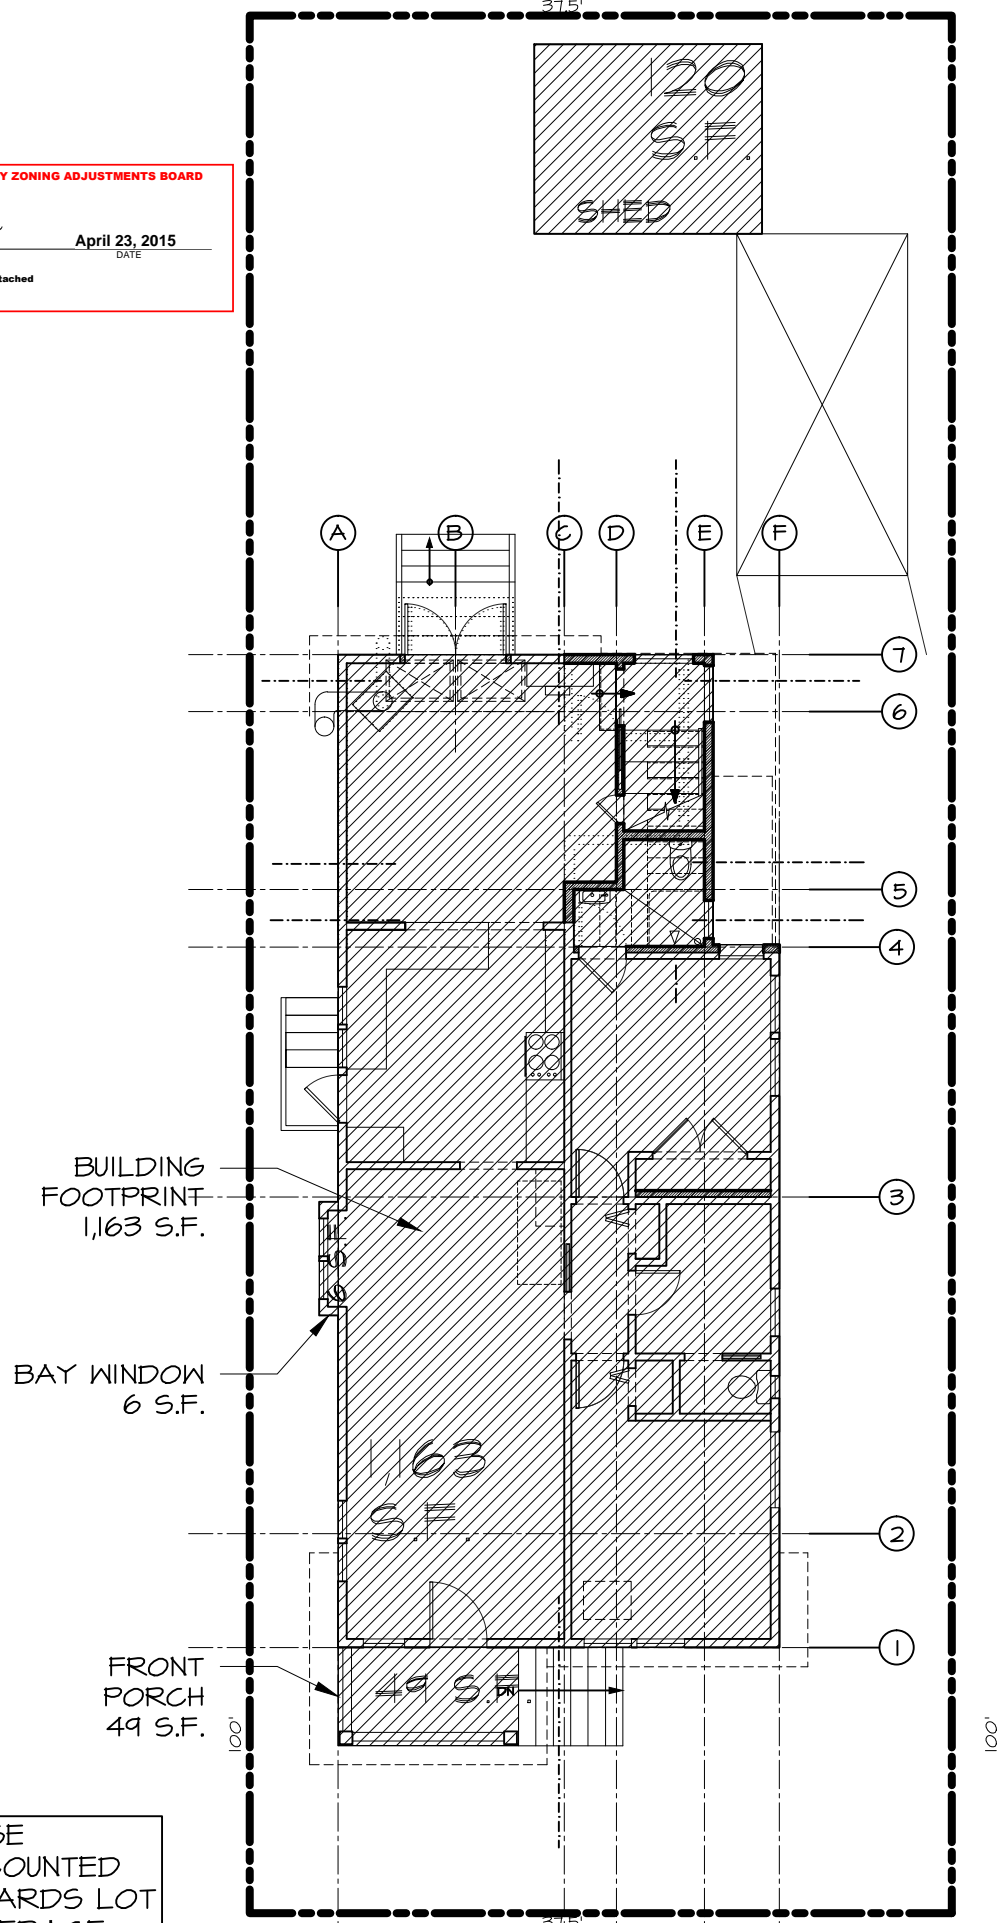 37.5'
120
S.F.
SHED
Y ZONING ADJUSTMENTS BOARD
April 23, 2015
DATE
tached
A
B
C
D
E
F
7
6
5
4
BUILDING
FOOTPRINT
1,163 S.F.
3
6 S.F.
BAY WINDOW
6 S.F.
1,163
S.F.
2
1
FRONT
PORCH
49 S.F.
49 S.F.
DN
100'
100'
SE
COUNTED
ARDS LOT
37.5'